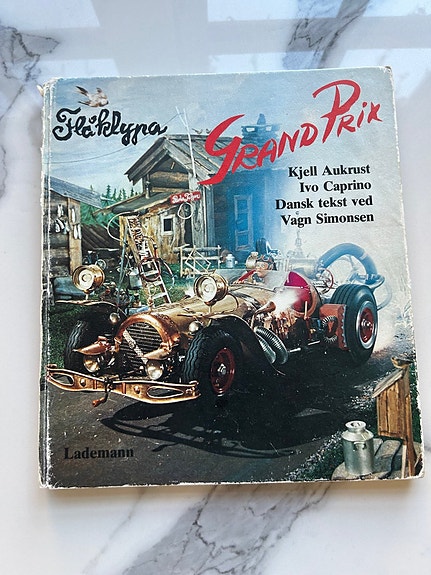 Flåklypa
GRAND PRIX
Kjell Aukrust
Ivo Caprino
Dansk tekst ved
Vagn Simonsen
Lademann